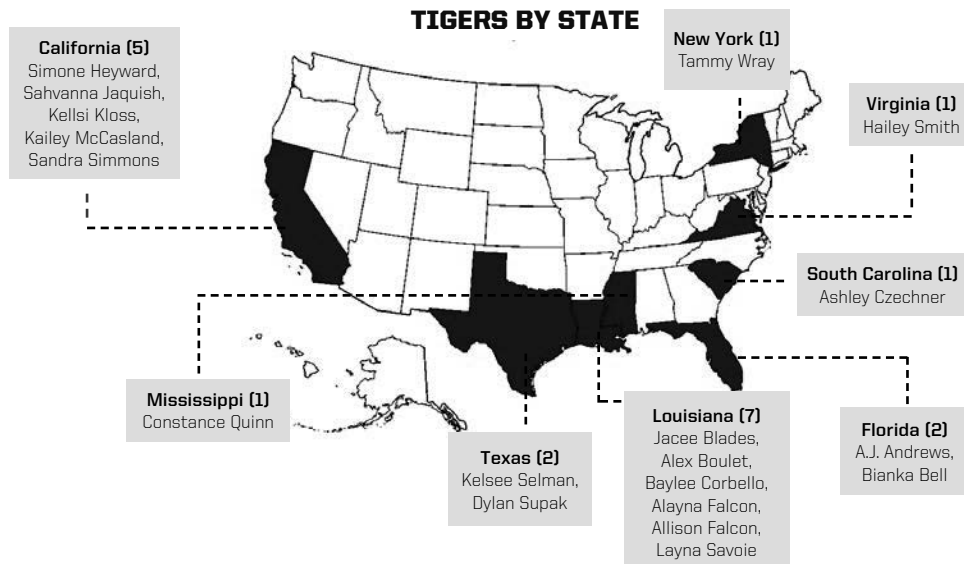 TIGERS BY STATE
California (5)
Simone Heyward,
Sahvanna Jaquish,
Kellsi Kloss,
Kailey McCasland,
Sandra Simmons
New York (1)
Tammy Wray
Virginia (1)
Hailey Smith
South Carolina (1)
Ashley Czechner
Mississippi (1)
Constance Quinn
Texas (2)
Kelsee Selman,
Dylan Supak
Louisiana (7)
Jacee Blades,
Alex Boulet,
Baylee Corbello,
Alayna Falcon,
Allison Falcon,
Layna Savoie
Florida (2)
A.J. Andrews,
Bianka Bell